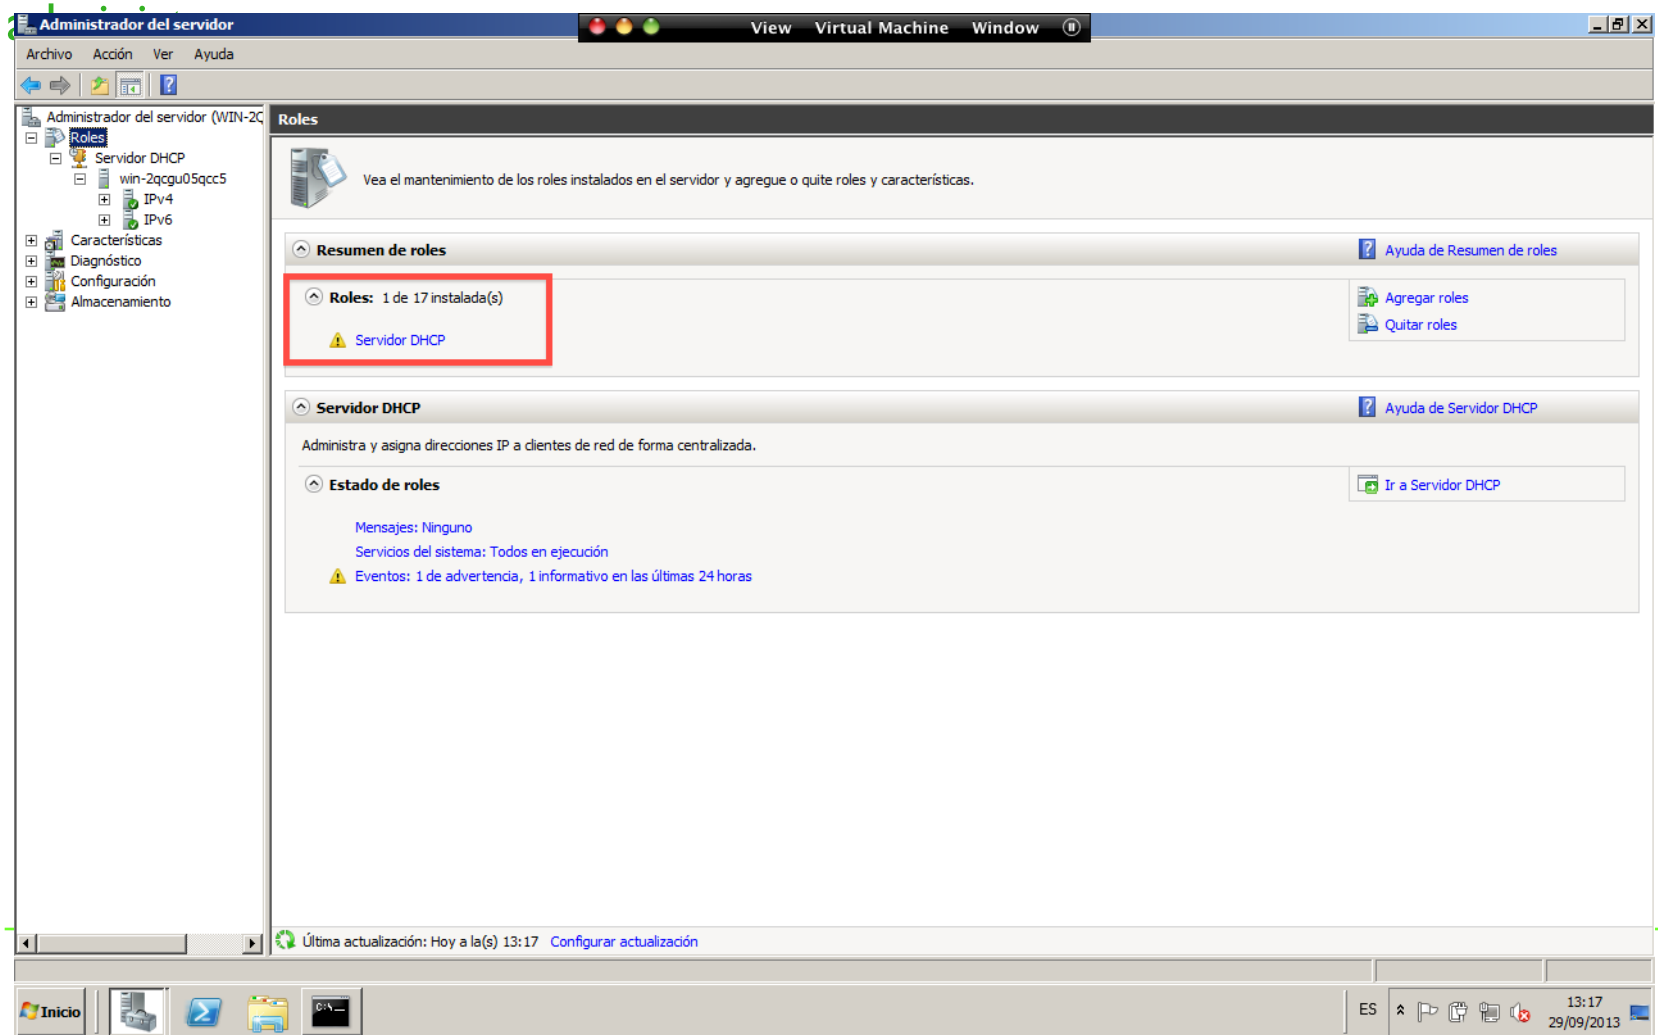 Administrador del servidor
View Virtual Machine Window
Archivo Acción Ver Ayuda
Administrador del servidor (WIN-2Q
Roles
Servidor DHCP
win-2qcgu05qcc5
IPv4
IPv6
Características
Diagnóstico
Configuración
Almacenamiento
Roles
Vea el mantenimiento de los roles instalados en el servidor y agregue o quite roles y características.
Resumen de roles
Ayuda de Resumen de roles
Roles: 1 de 17 instalada(s)
Servidor DHCP
Agregar roles
Quitar roles
Servidor DHCP
Ayuda de Servidor DHCP
Administra y asigna direcciones IP a clientes de red de forma centralizada.
Estado de roles
Ir a Servidor DHCP
Mensajes: Ninguno
Servicios del sistema: Todos en ejecución
Eventos: 1 de advertencia, 1 informativo en las últimas 24 horas
Última actualización: Hoy a la(s) 13:17 Configurar actualización
Inicio
C:\_
ES
13:17
29/09/2013